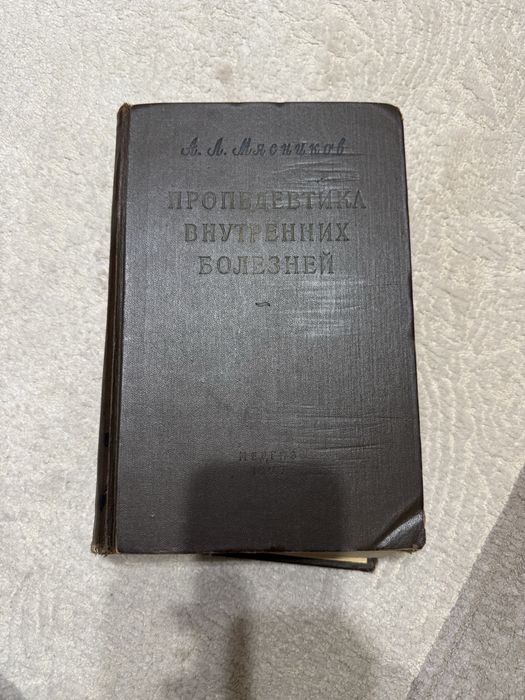 А. Л. Мясников
ПРОПЕДЕВТИКА
ВНУТРЕННИХ
БОЛЕЗНЕЙ
МЕДГИЗ